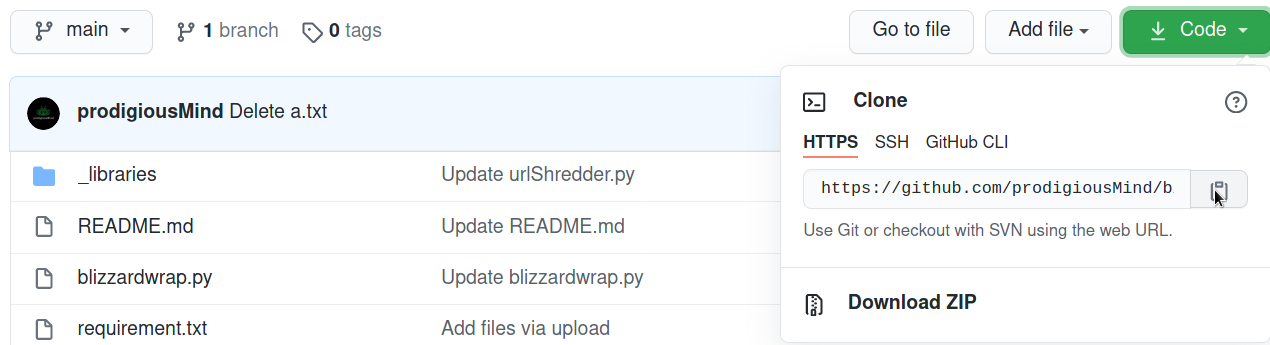 main
1 branch
0 tags
Go to file
Add file
Code
prodigiousMind Delete a.txt
_libraries
Update urlShredder.py
README.md
Update README.md
blizzardwrap.py
Update blizzardwrap.py
requirement.txt
Add files via upload
Clone
HTTPS
SSH
GitHub CLI
https://github.com/prodigiousMind/b
Use Git or checkout with SVN using the web URL.
Download ZIP